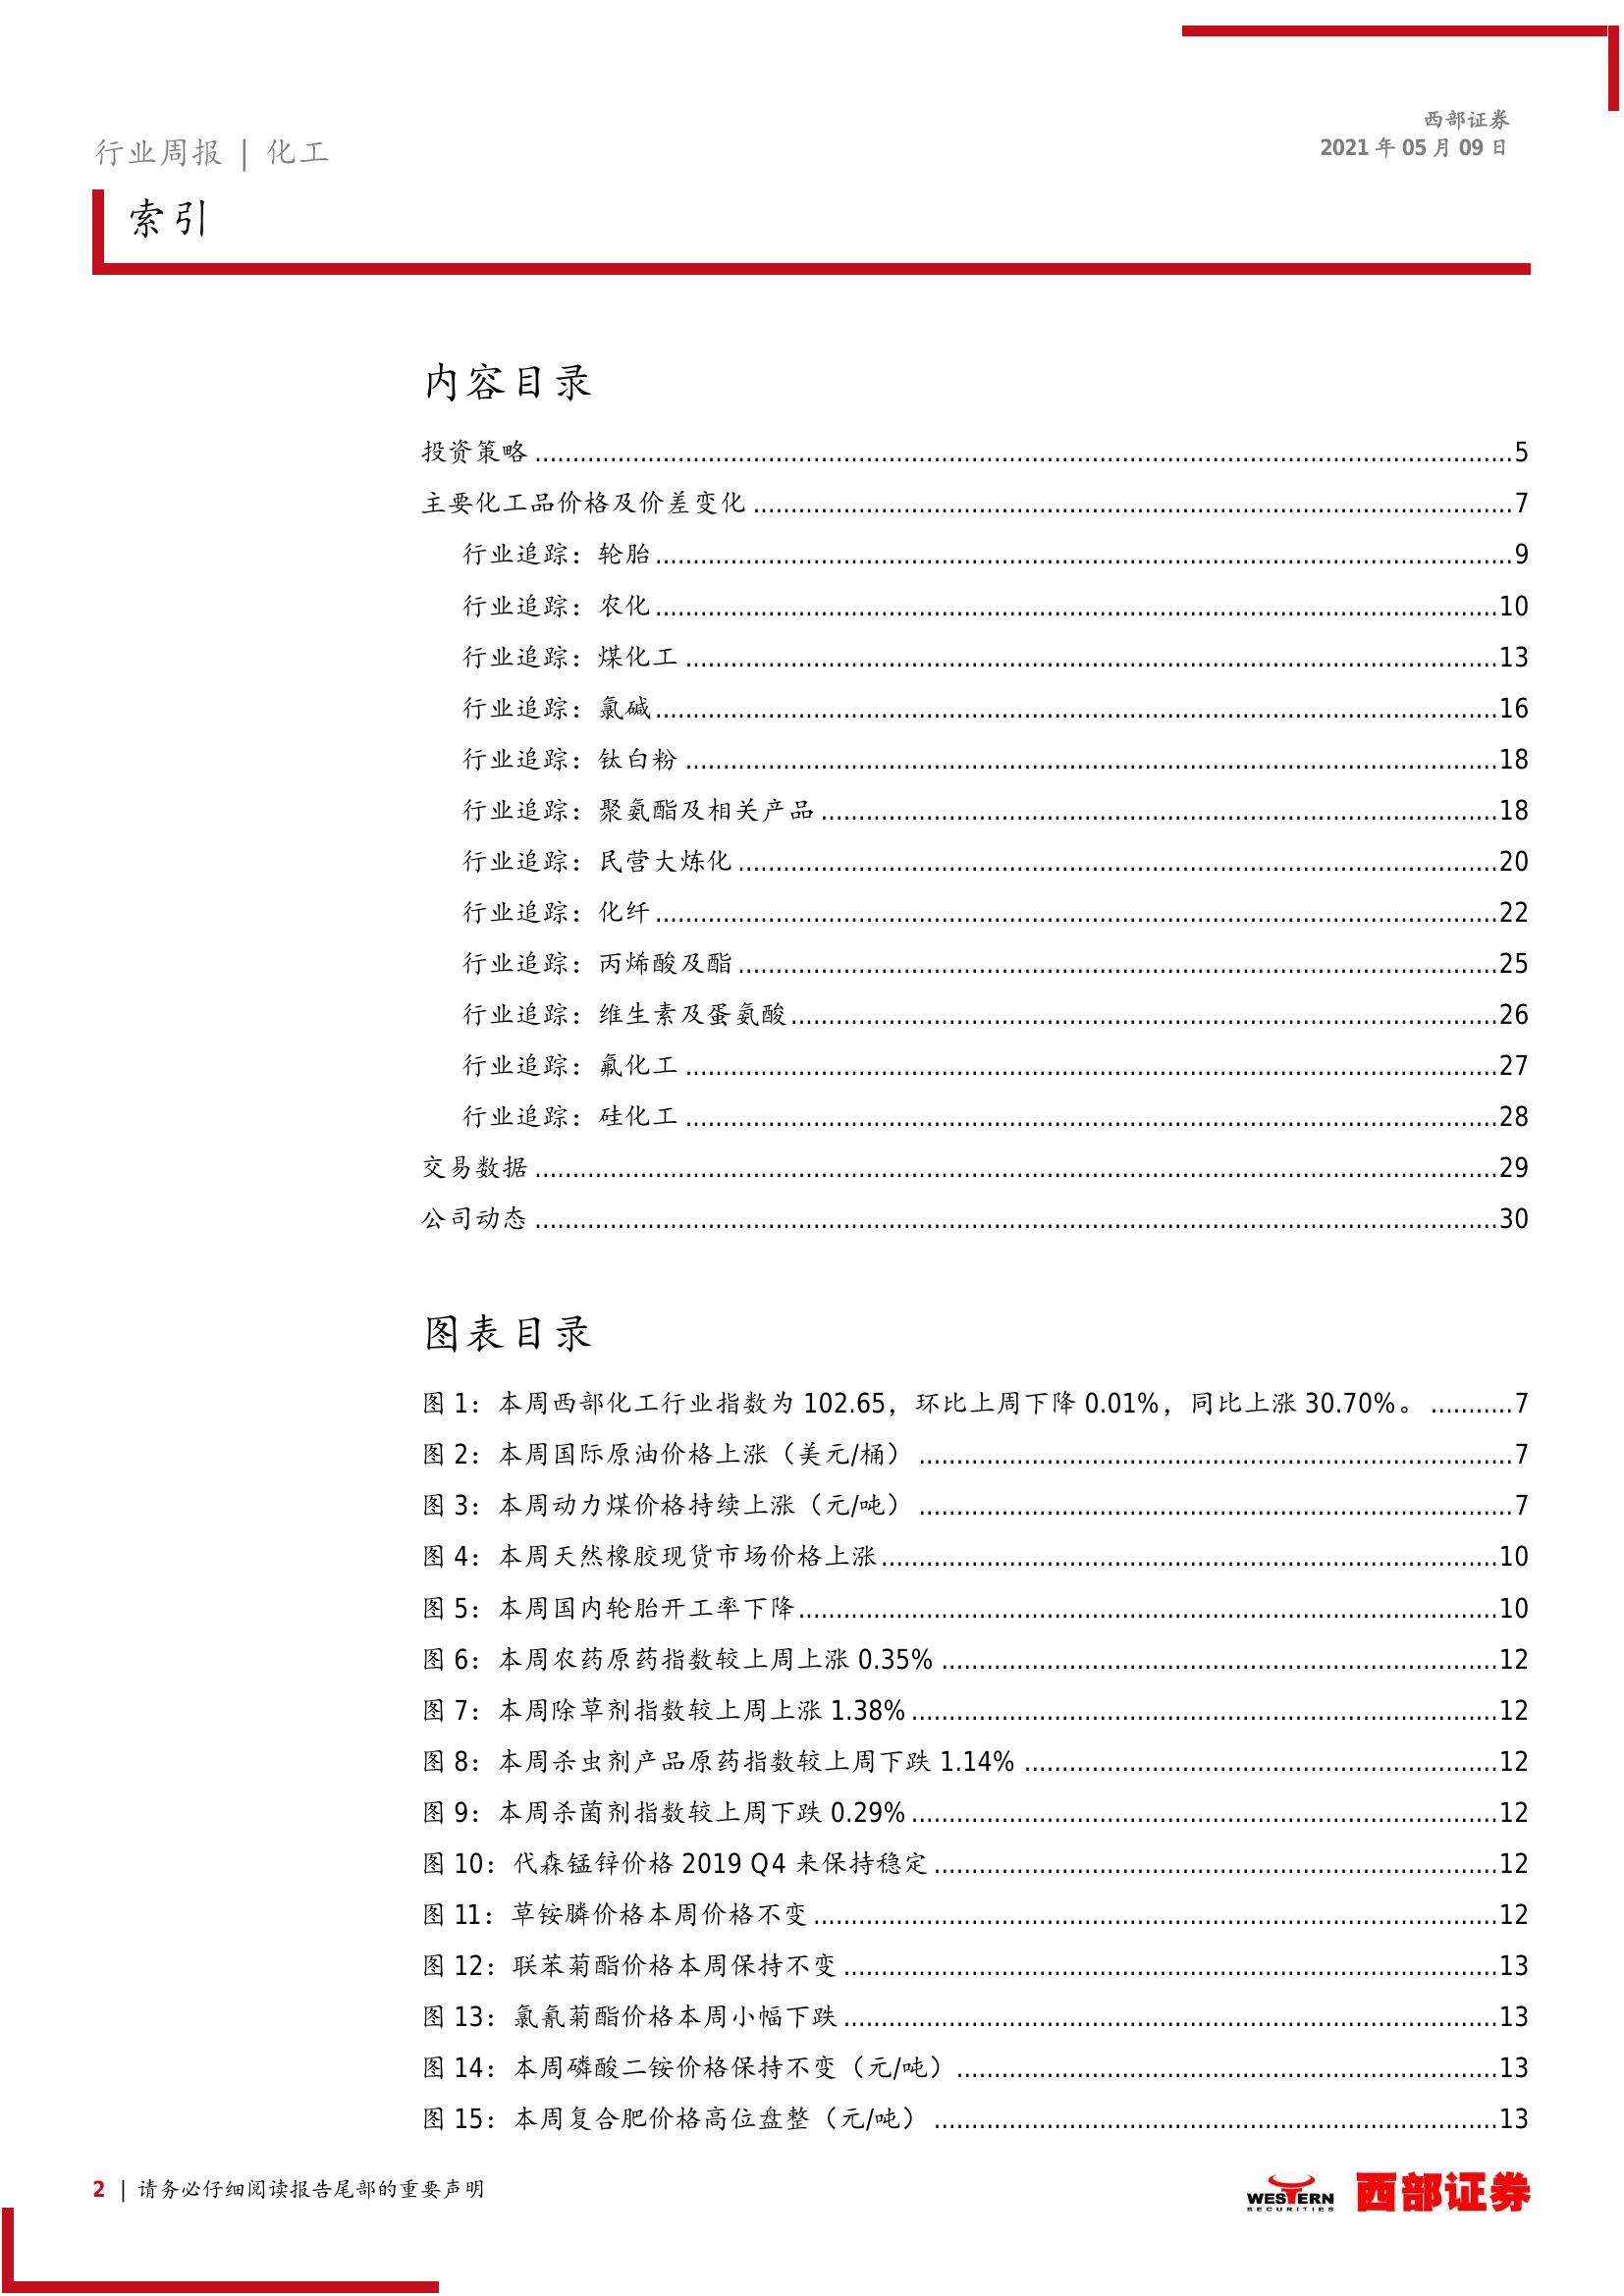 西部证券
行业周报 | 化工
2021 年 05 月 09 日
索引
内容目录
投资策略 ........ 5
主要化工品价格及价差变化 ........ 7
行业追踪：轮胎 ........ 9
行业追踪：农化 ........ 10
行业追踪：煤化工 ........ 13
行业追踪：氯碱 ........ 16
行业追踪：钛白粉 ........ 18
行业追踪：聚氨酯及相关产品 ........ 18
行业追踪：民营大炼化 ........ 20
行业追踪：化纤 ........ 22
行业追踪：丙烯酸及酯 ........ 25
行业追踪：维生素及蛋氨酸 ........ 26
行业追踪：氟化工 ........ 27
行业追踪：硅化工 ........ 28
交易数据 ........ 29
公司动态 ........ 30
图表目录
图 1：本周西部化工行业指数为 102.65，环比上周下降 0.01%，同比上涨 30.70%。 ........ 7
图 2：本周国际原油价格上涨（美元/桶） ........ 7
图 3：本周动力煤价格持续上涨（元/吨） ........ 7
图 4：本周天然橡胶现货市场价格上涨 ........ 10
图 5：本周国内轮胎开工率下降 ........ 10
图 6：本周农药原药指数较上周上涨 0.35% ........ 12
图 7：本周除草剂指数较上周上涨 1.38% ........ 12
图 8：本周杀虫剂产品原药指数较上周下跌 1.14% ........ 12
图 9：本周杀菌剂指数较上周下跌 0.29% ........ 12
图 10：代森锰锌价格 2019 Q4 来保持稳定 ........ 12
图 11：草铵膦价格本周价格不变 ........ 12
图 12：联苯菊酯价格本周保持不变 ........ 13
图 13：氯氰菊酯价格本周小幅下跌 ........ 13
图 14：本周磷酸二铵价格保持不变（元/吨） ........ 13
图 15：本周复合肥价格高位盘整（元/吨） ........ 13
2 | 请务必仔细阅读报告尾部的重要声明
WESTERN
SECURITIES
西部证券